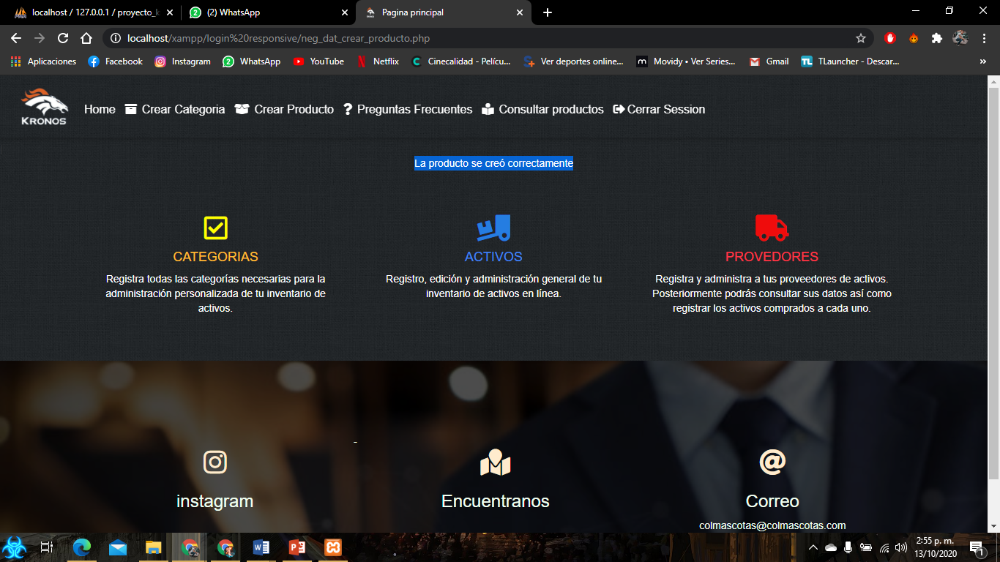 localhost / 127.0.0.1 / proyecto_k
(2) WhatsApp
Pagina principal
localhost/xampp/login%20responsive/neg_dat_crear_producto.php
Aplicaciones
Facebook
Instagram
2
WhatsApp
YouTube
Netflix
Cinecalidad - Pelícu...
Ver deportes online...
Movidy • Ver Series...
Gmail
TLauncher - Descar...
»
KRONOS
Home
Crear Categoria
Crear Producto
Preguntas Frecuentes
Consultar productos
Cerrar Session
La producto se creó correctamente
CATEGORIAS
Registra todas las categorías necesarias para la
administración personalizada de tu inventario de
activos.
ACTIVOS
Registro, edición y administración general de tu
inventario de activos en línea.
PROVEDORES
Registra y administra a tus proveedores de activos.
Posteriormente podrás consultar sus datos así como
registrar los activos comprados a cada uno.
instagram
Encuentranos
Correo
colmascotas@colmascotas.com
2:55 p. m.
13/10/2020
1